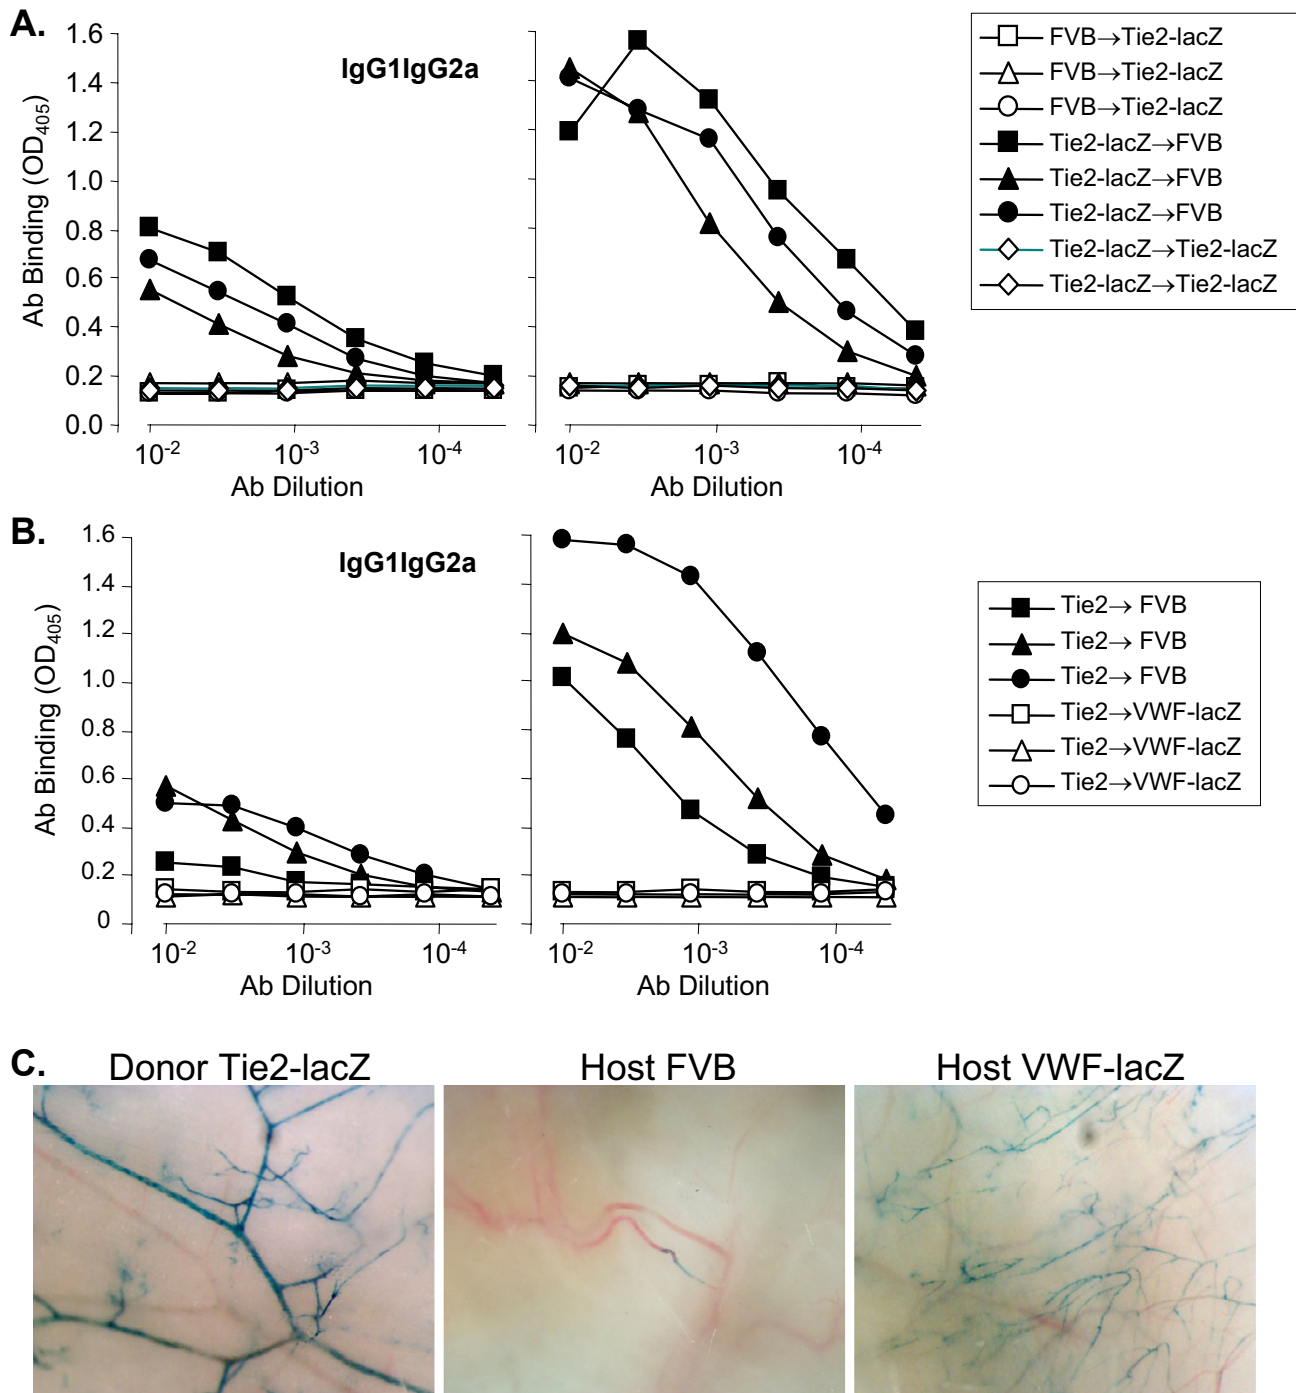 A.
IgG1IgG2a
Ab Binding (OD405)
1.6
1.4
1.2
1.0
0.8
0.6
0.4
0.2
0.0
10-2 10-3 10-4
Ab Dilution
10-2 10-3 10-4
Ab Dilution
FVB→Tie2-lacZ
FVB→Tie2-lacZ
FVB→Tie2-lacZ
Tie2-lacZ→FVB
Tie2-lacZ→FVB
Tie2-lacZ→FVB
Tie2-lacZ→Tie2-lacZ
Tie2-lacZ→Tie2-lacZ
B.
IgG1IgG2a
Ab Binding (OD405)
1.6
1.4
1.2
1.0
0.8
0.6
0.4
0.2
0
10-2 10-3 10-4
Ab Dilution
10-2 10-3 10-4
Ab Dilution
Tie2→ FVB
Tie2→ FVB
Tie2→ FVB
Tie2→VWF-lacZ
Tie2→VWF-lacZ
Tie2→VWF-lacZ
C.
Donor Tie2-lacZ Host FVB Host VWF-lacZ